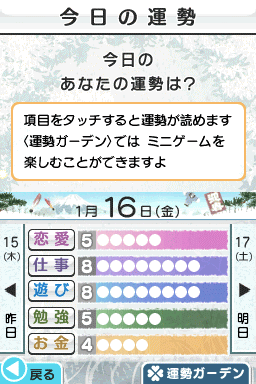 今日の運勢
今日の
あなたの運勢は？
項目をタッチすると運勢が読めます
〈運勢ガーデン〉では ミニゲームを
楽しむことができますよ
1月16日(金)
15
(木)
昨日
恋愛 5
仕事 8
遊び 8
勉強 5
お金 4
17
(土)
明日
戻る
運勢ガーデン